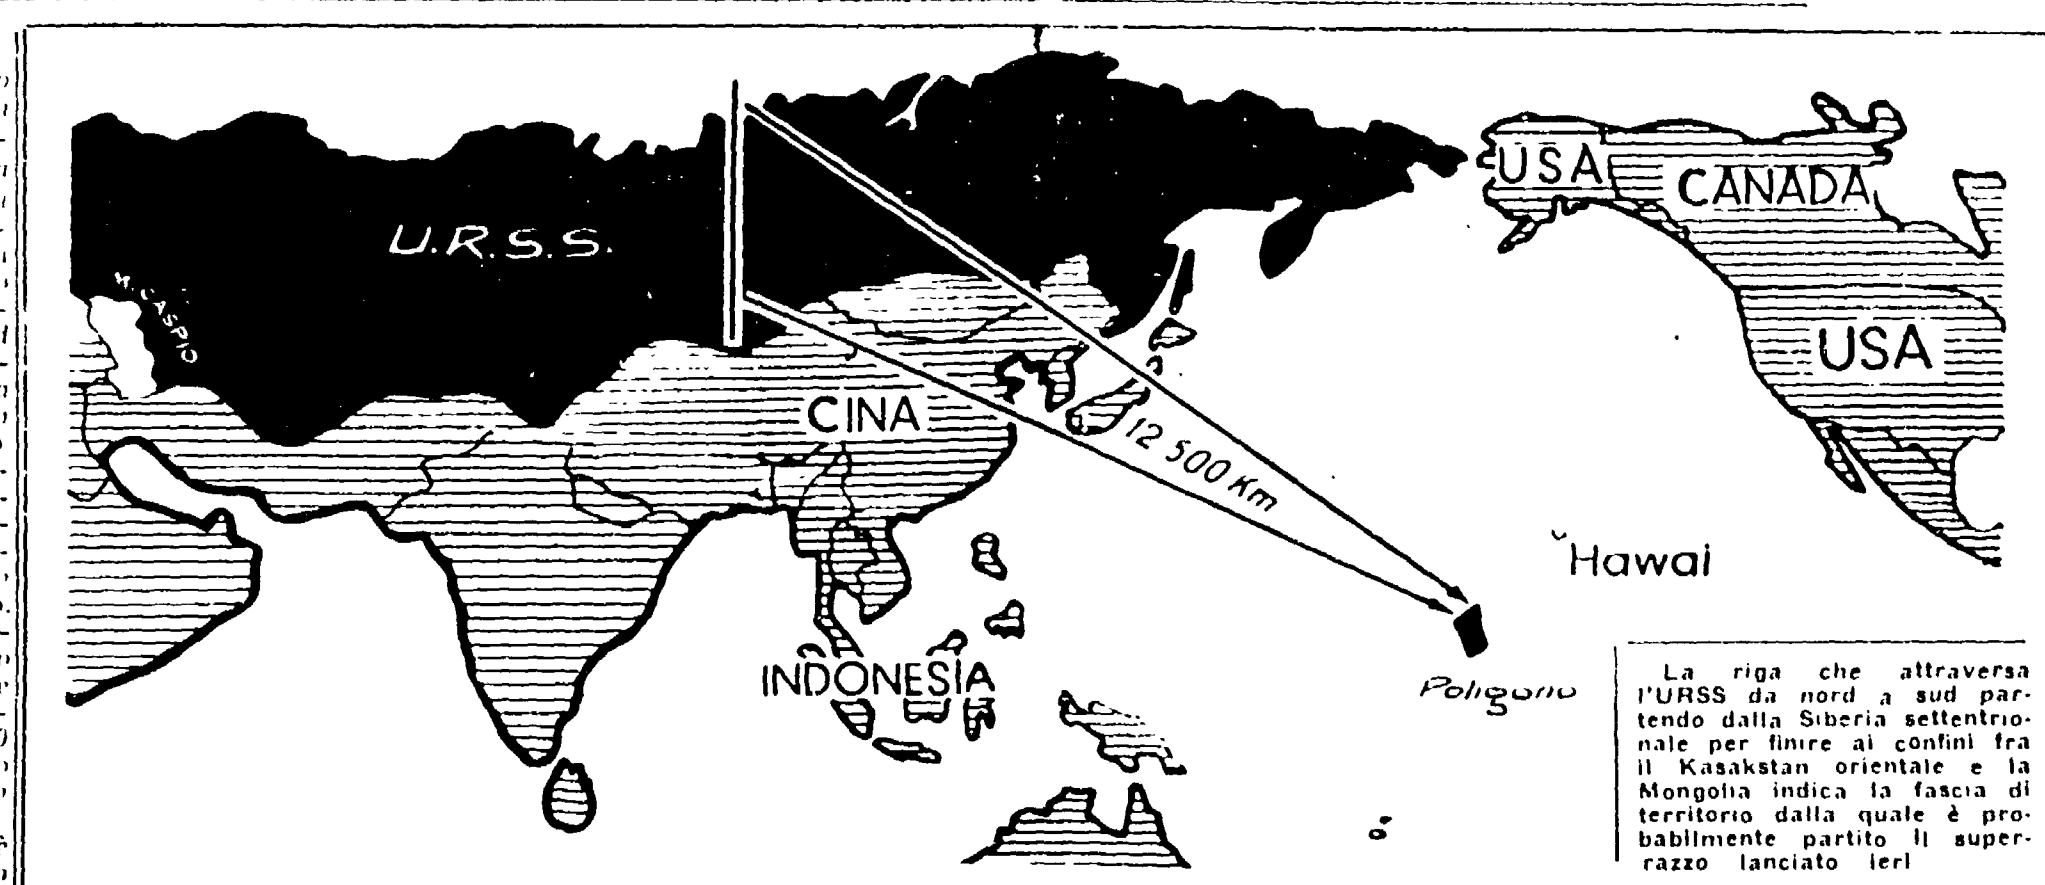 U.R.S.S.
M. CASPIO
USA
CANADA
USA
CINA
12 500 Km
Hawai
INDONESIA
Poligono
La riga che attraversa
l'URSS da nord a sud par-
tendo dalla Siberia settentrio-
nale per finire ai confini fra
il Kasakstan orientale e la
Mongolia indica la fascia di
territorio dalla quale è pro-
babilmente partito il super-
razzo lanciato ieri